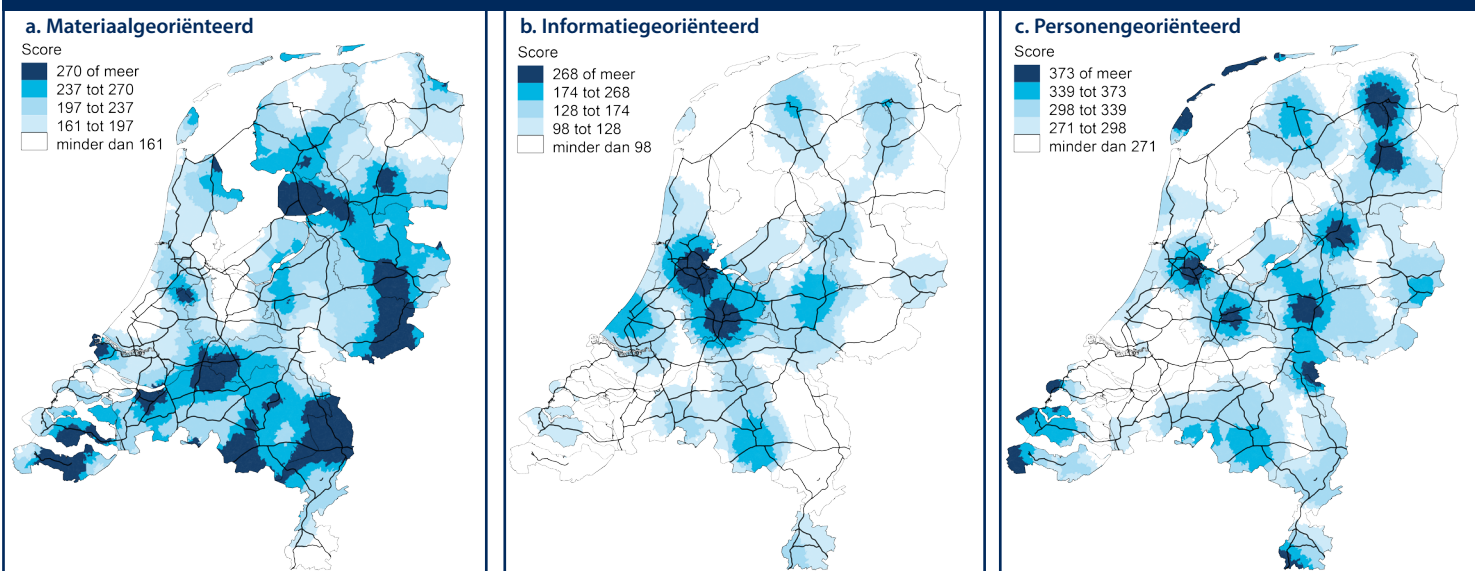 a. Materiaalgeoriënteerd
Score
270 of meer
237 tot 270
197 tot 237
161 tot 197
minder dan 161
b. Informatiegeoriënteerd
Score
268 of meer
174 tot 268
128 tot 174
98 tot 128
minder dan 98
c. Personengeoriënteerd
Score
373 of meer
339 tot 373
298 tot 339
271 tot 298
minder dan 271